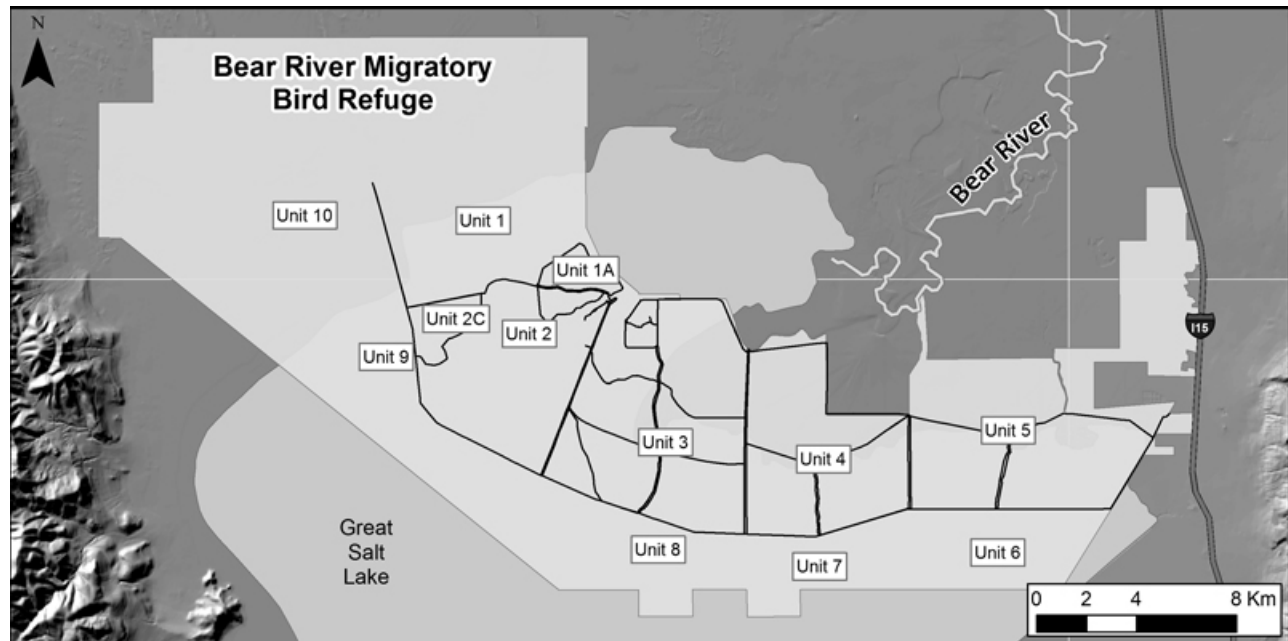 N
Bear River Migratory
Bird Refuge
Bear River
Unit 10
Unit 1
Unit 1A
Unit 2C
Unit 2
I15
Unit 9
Unit 3
Unit 4
Unit 5
Great
Salt
Lake
Unit 8
Unit 7
Unit 6
0 2 4 8 Km